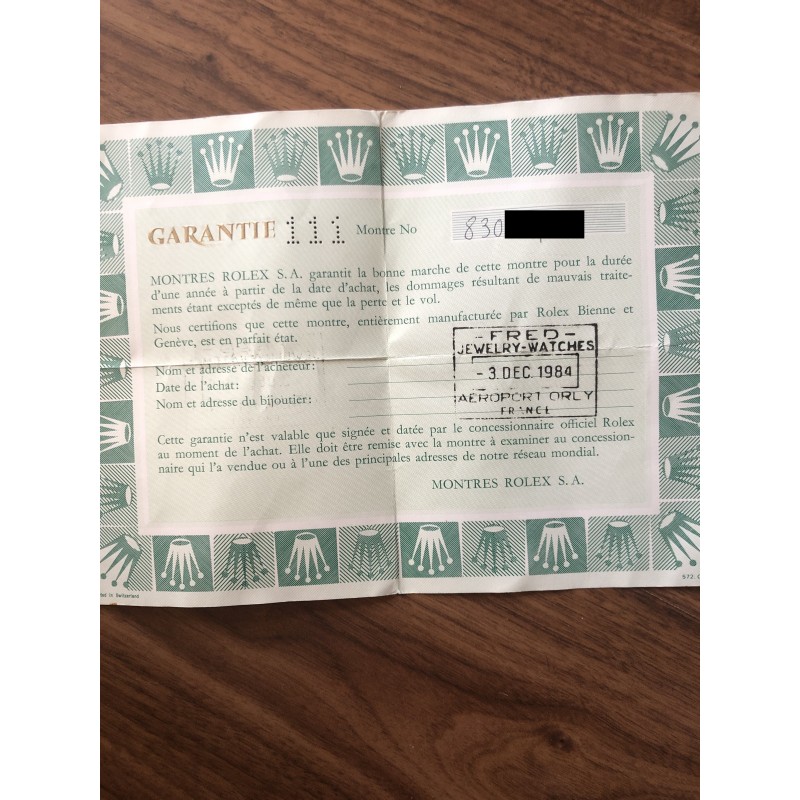 GARANTIE 111 Montre No 830
MONTRES ROLEX S.A. garantit la bonne marche de cette montre pour la durée
d'une année à partir de la date d'achat, les dommages résultant de mauvais traite-
ments étant exceptés de même que la perte et le vol.
Nous certifions que cette montre, entièrement manufacturée par Rolex Bienne et
Genève, est en parfait état.
- FRED -
JEWELRY-WATCHES
- 3. DEC. 1984
AEROPORT ORLY
FRANCE
Nom et adresse de l'acheteur:
Date de l'achat:
Nom et adresse du bijoutier:
Cette garantie n'est valable que signée et datée par le concessionnaire officiel Rolex
au moment de l'achat. Elle doit être remise avec la montre à examiner au concession-
naire qui l'a vendue ou à l'une des principales adresses de notre réseau mondial.
MONTRES ROLEX S.A.
in Switzerland
572.